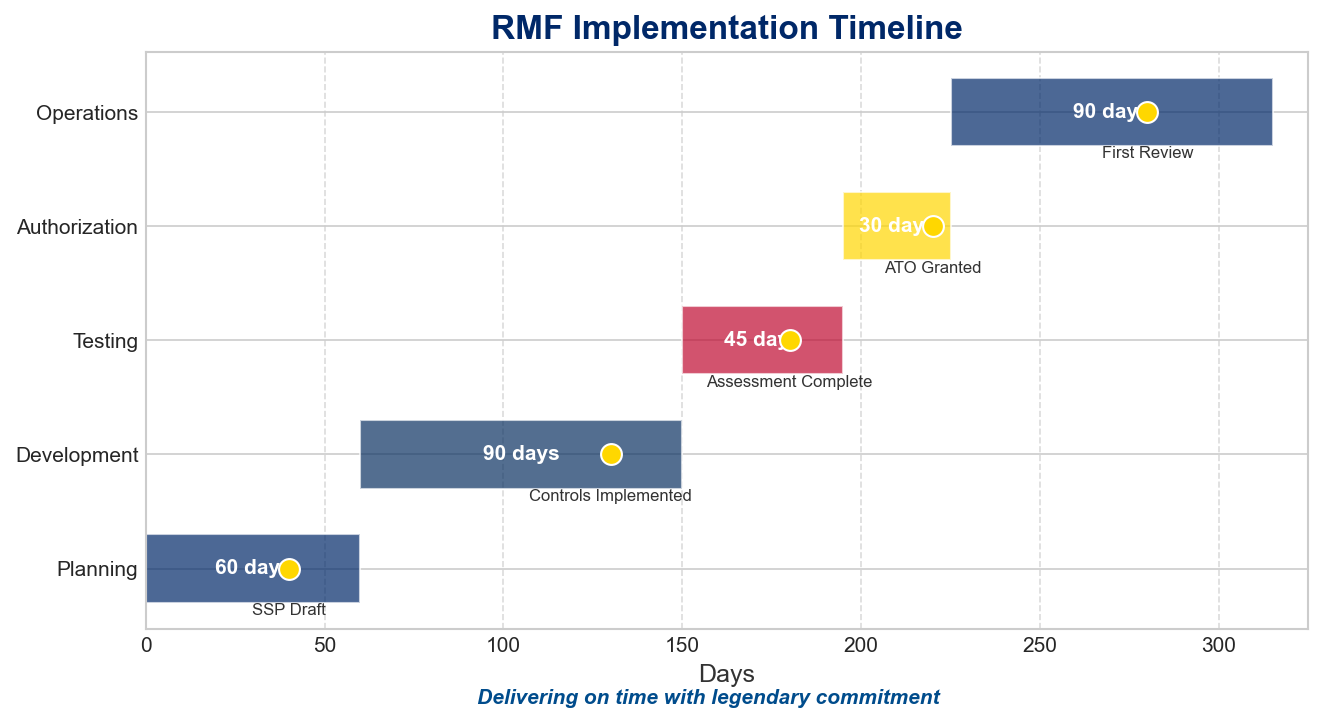 RMF Implementation Timeline
Operations
90 day
First Review
Authorization
30 day
ATO Granted
Testing
45 day
Assessment Complete
Development
90 days
Controls Implemented
Planning
60 day
SSP Draft
0 50 100 150 200 250 300
Days
Delivering on time with legendary commitment